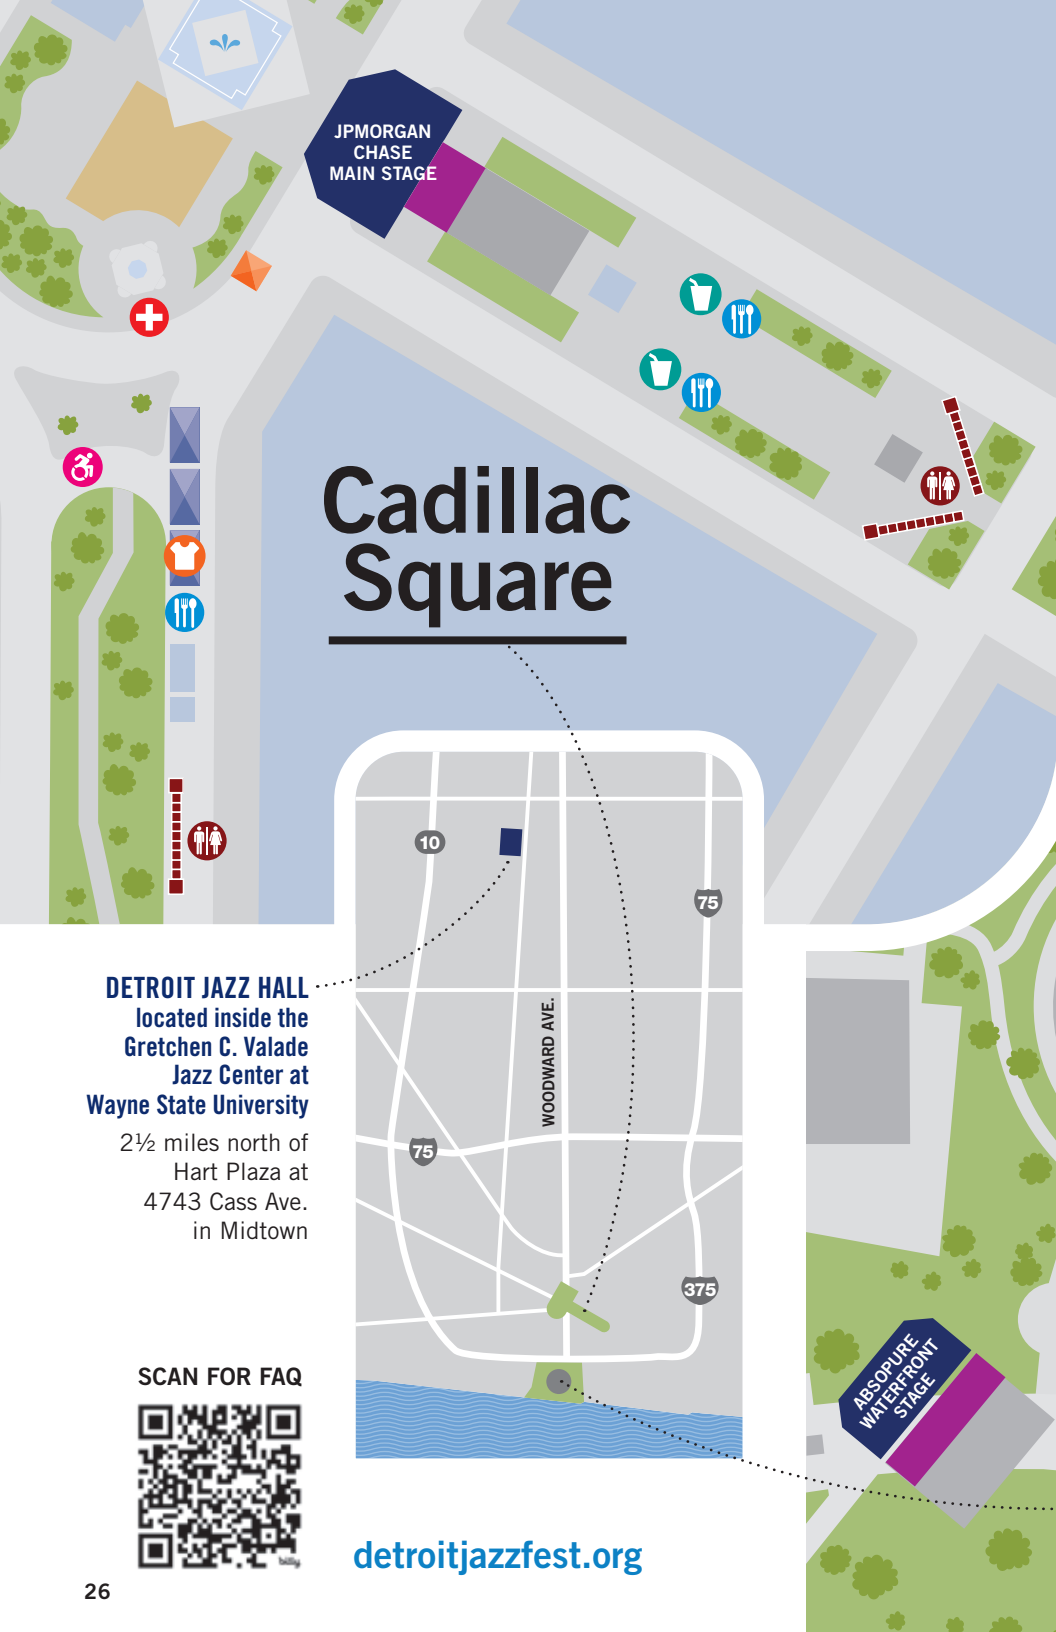 JPMORGAN
CHASE
MAIN STAGE
Cadillac
Square
10
75
WOODWARD AVE.
75
375
DETROIT JAZZ HALL
located inside the
Gretchen C. Valade
Jazz Center at
Wayne State University
2½ miles north of
Hart Plaza at
4743 Cass Ave.
in Midtown
ABSOPURE
WATERFRONT
STAGE
SCAN FOR FAQ
billy
detroitjazzfest.org
26